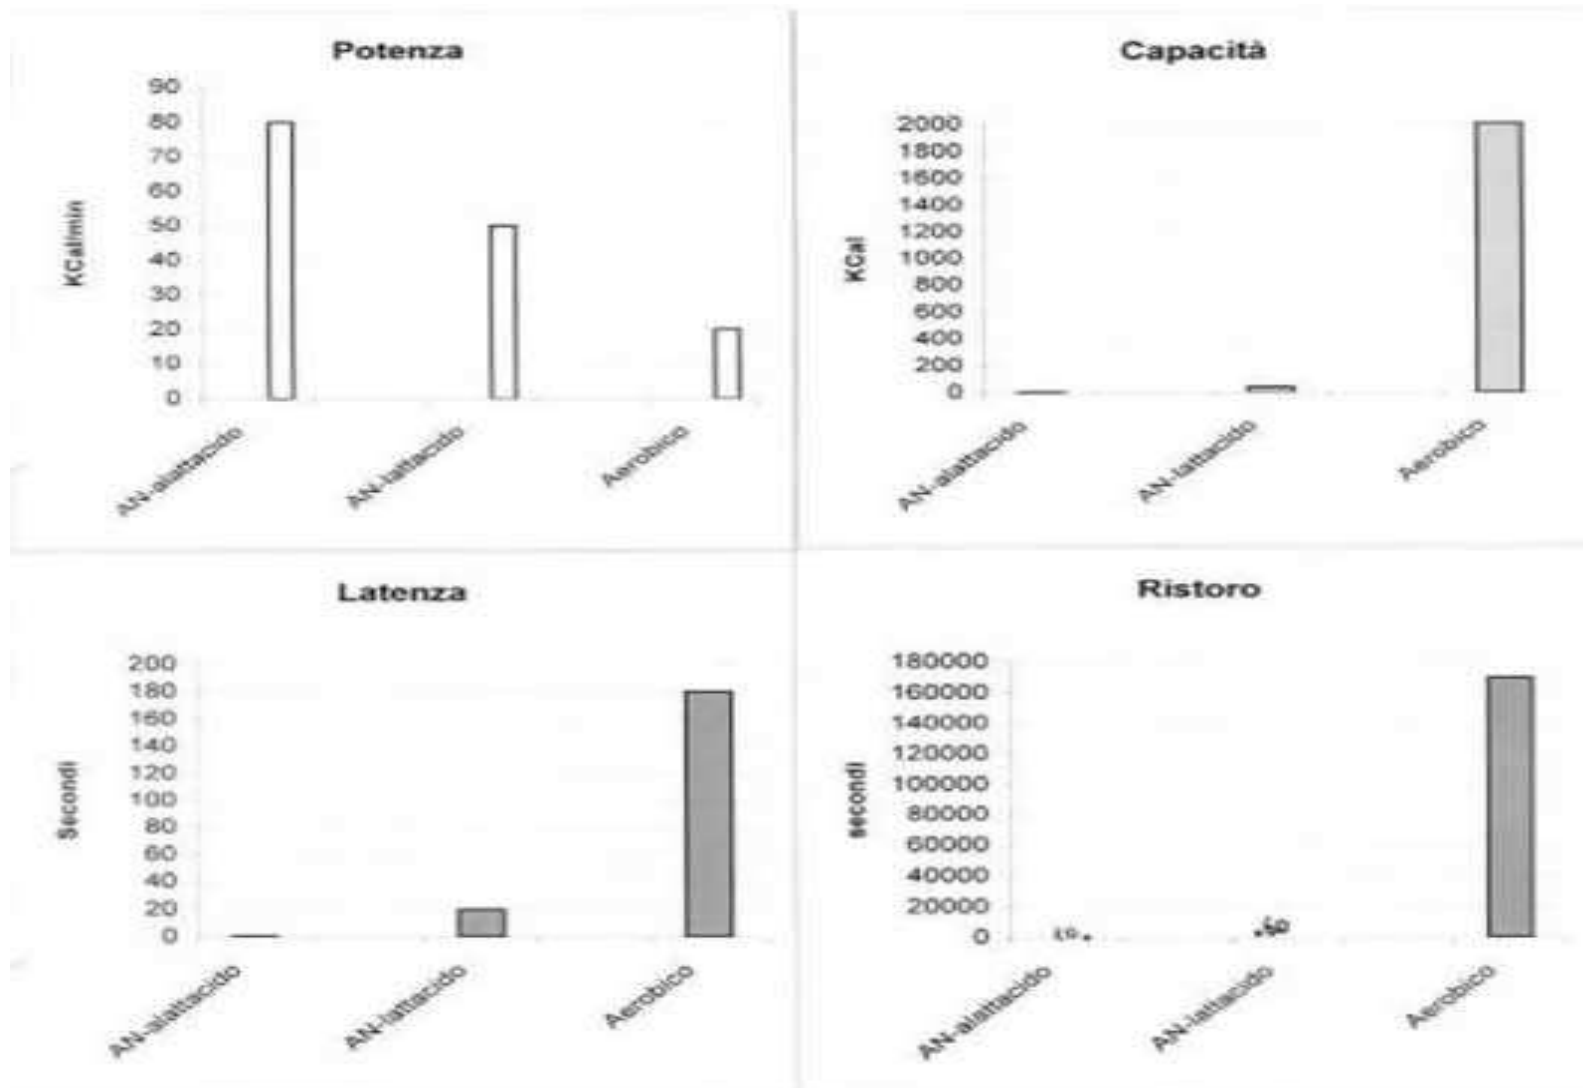 Potenza
90
80
70
60
50
40
30
20
10
0
KCal/min
AN-alattacido
AN-lattacido
Aerobico
Capacità
2000
1800
1600
1400
1200
1000
800
600
400
200
0
KCal
AN-alattacido
AN-lattacido
Aerobico
Latenza
200
180
160
140
120
100
80
60
40
20
0
Secondi
AN-alattacido
AN-lattacido
Aerobico
Ristoro
180000
160000
140000
120000
100000
80000
60000
40000
20000
0
secondi
AN-alattacido
AN-lattacido
Aerobico